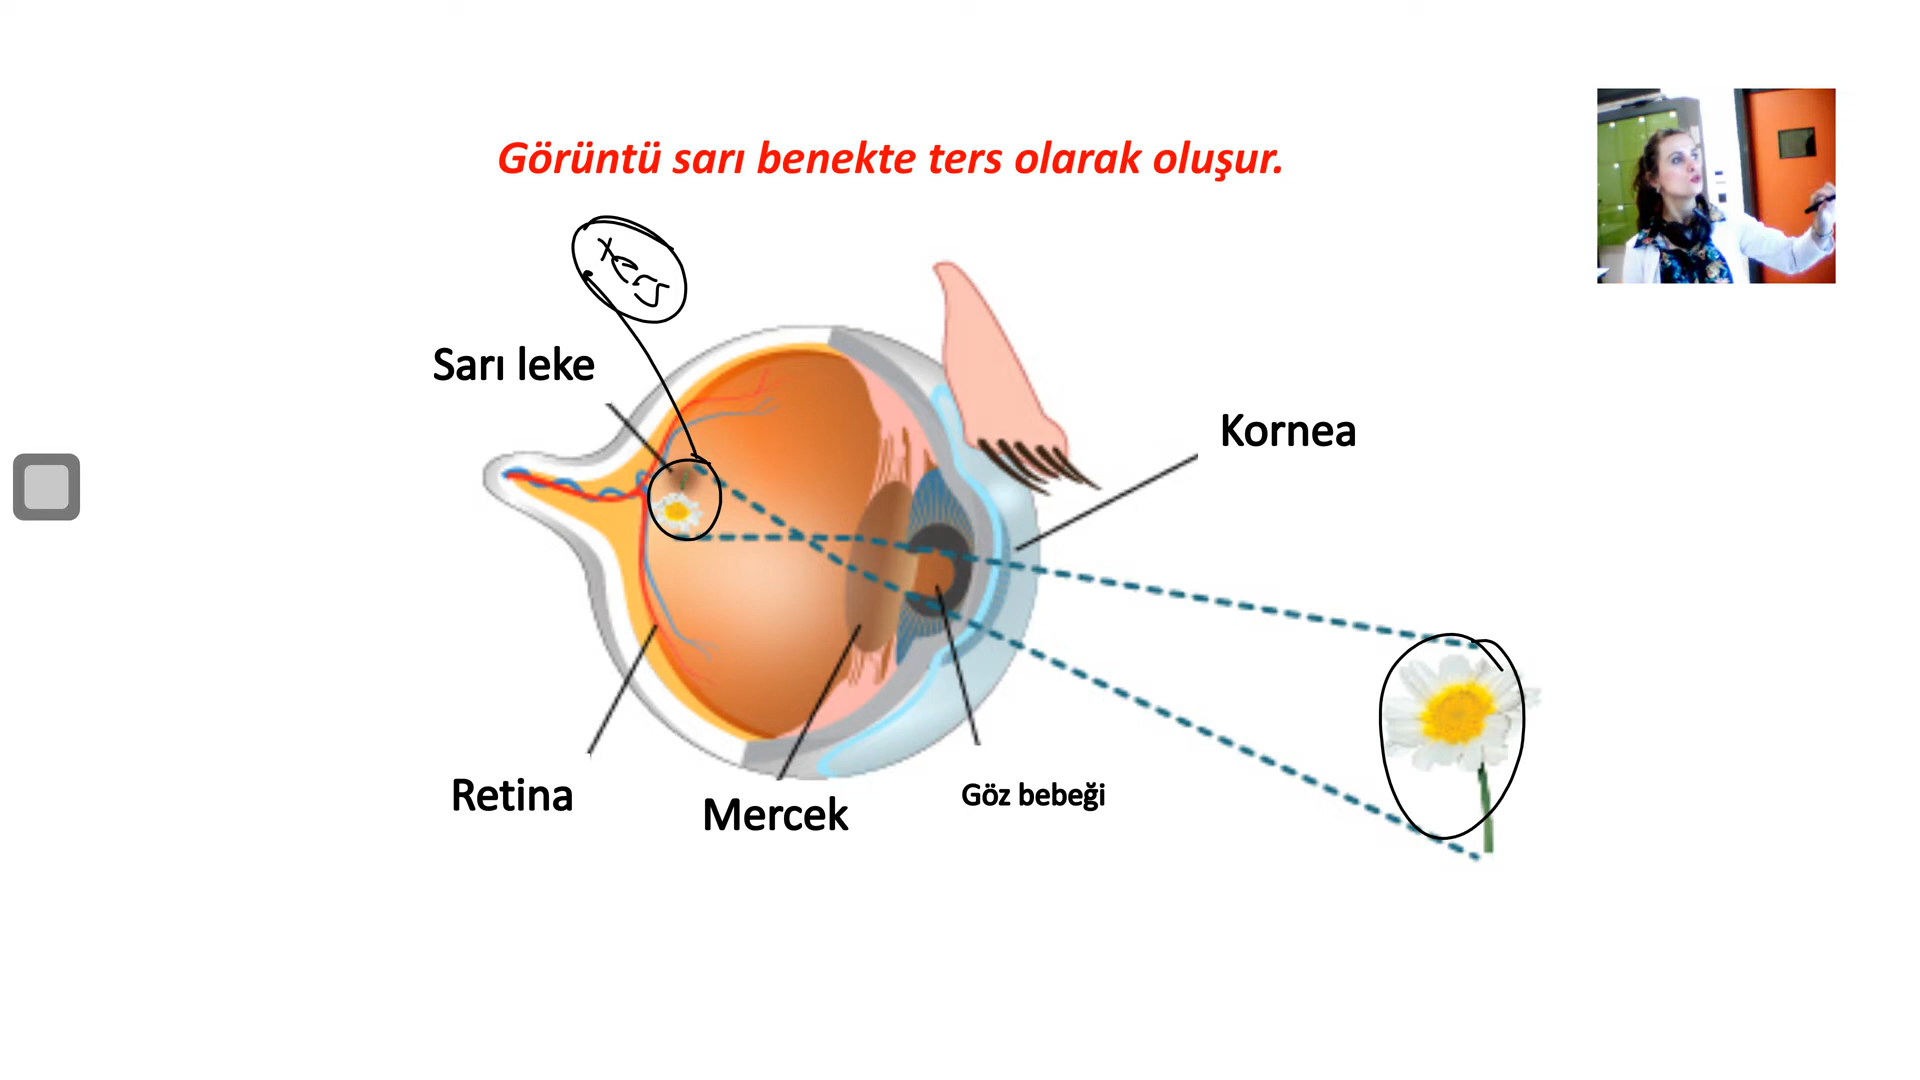 Görüntü sarı benekte ters olarak oluşur.
ters
Sarı leke
Kornea
Retina
Mercek
Göz bebeği